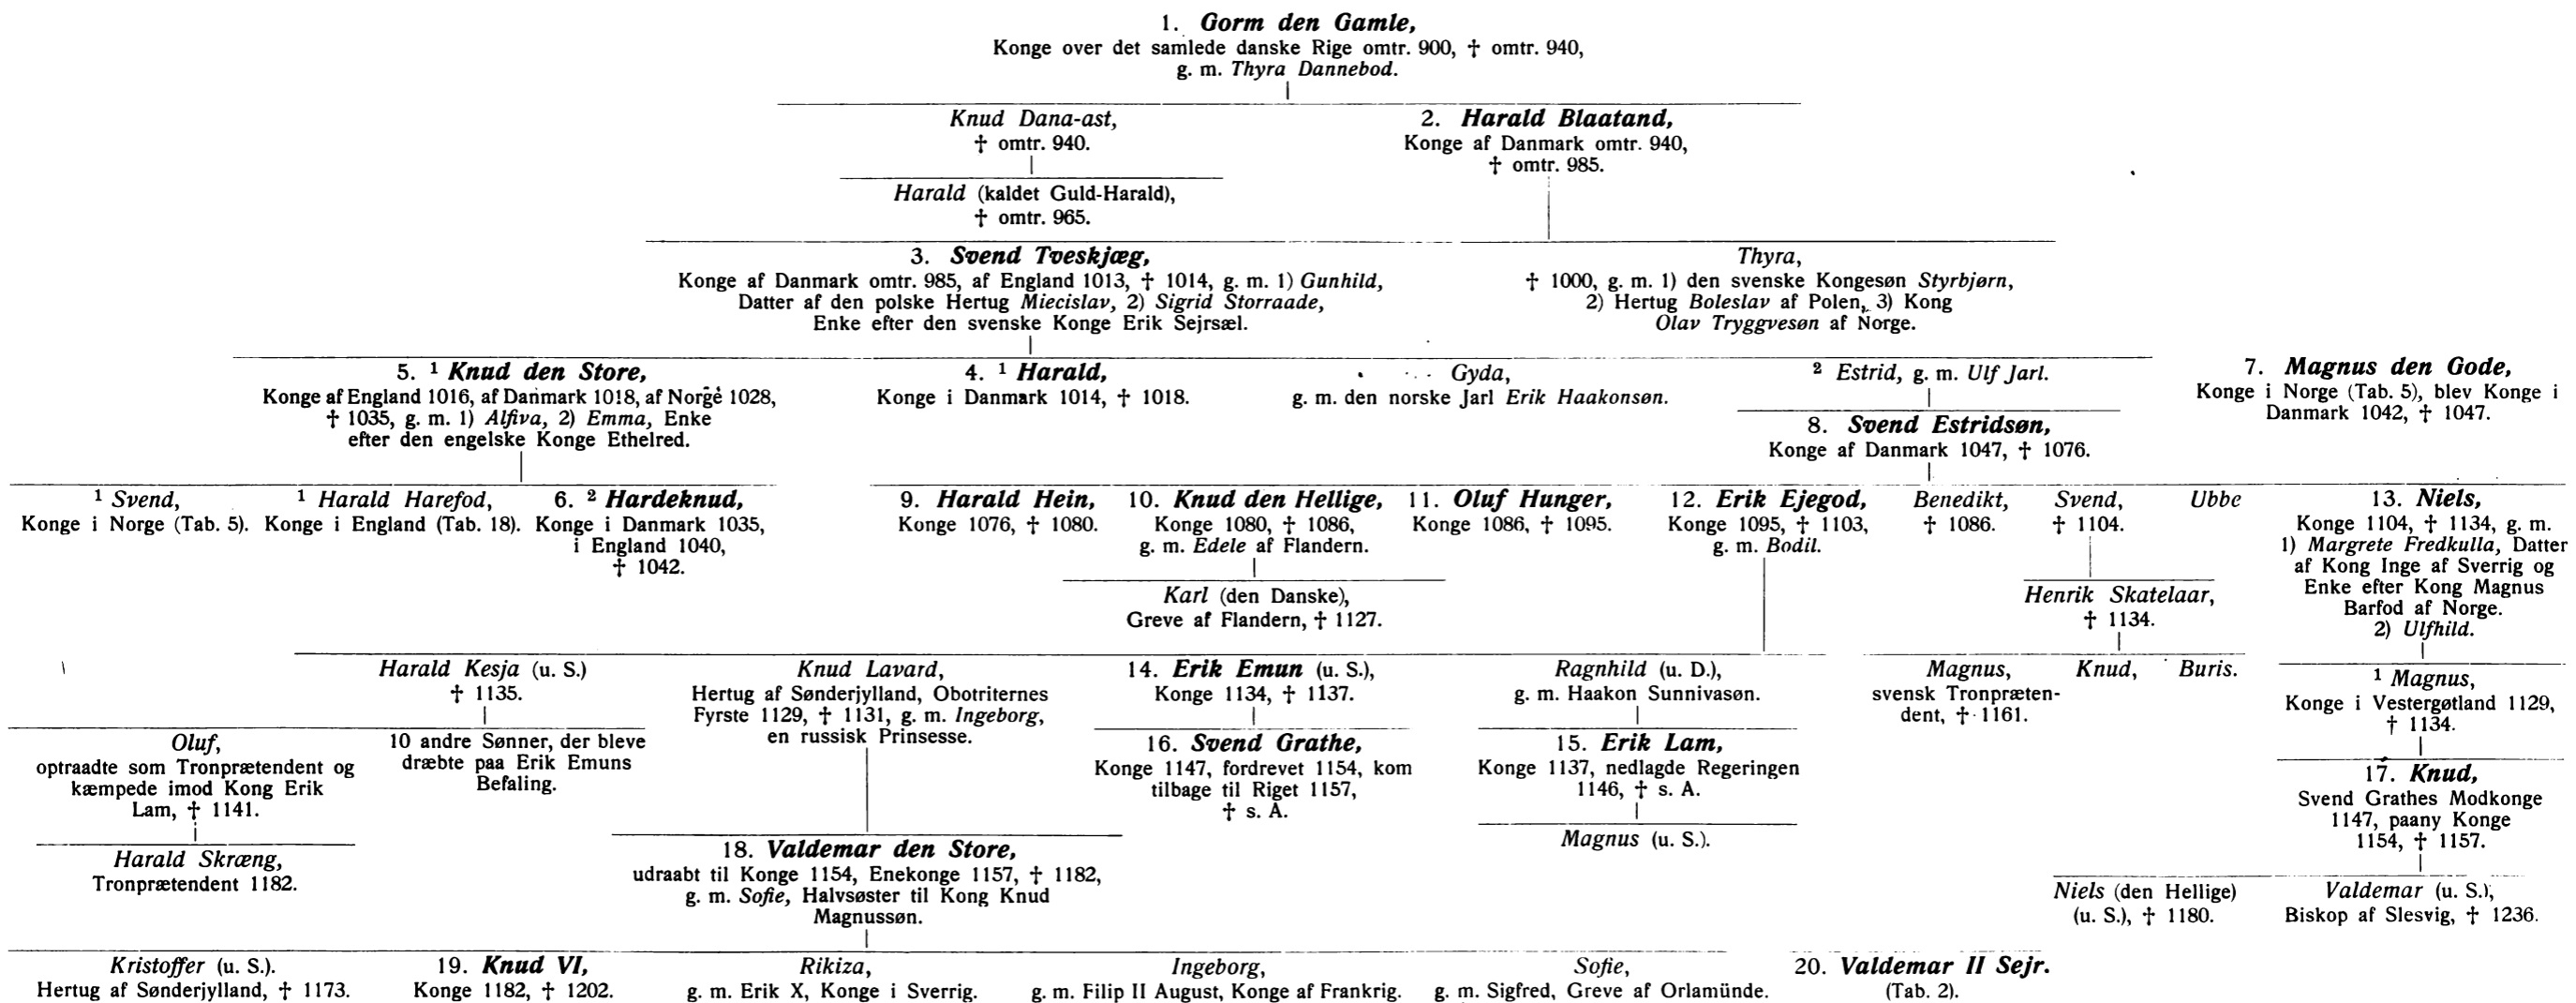 1. Gorm den Gamle,
Konge over det samlede danske Rige omtr. 900, † omtr. 940,
g. m. Thyra Dannebod.
Knud Dana-ast,
† omtr. 940.
2. Harald Blaatand,
Konge af Danmark omtr. 940,
† omtr. 985.
Harald (kaldet Guld-Harald),
† omtr. 965.
3. Svend Tveskjæg,
Konge af Danmark omtr. 985, af England 1013, † 1014, g. m. 1) Gunhild,
Datter af den polske Hertug Miecislav, 2) Sigrid Storraade,
Enke efter den svenske Konge Erik Sejrsæl.
Thyra,
† 1000, g. m. 1) den svenske Kongesøn Styrbjørn,
2) Hertug Boleslav af Polen, 3) Kong
Olav Tryggvesøn af Norge.
5. ¹ Knud den Store,
Konge af England 1016, af Danmark 1018, af Norge 1028,
† 1035, g. m. 1) Alfiva, 2) Emma, Enke
efter den engelske Konge Ethelred.
4. ¹ Harald,
Konge i Danmark 1014, † 1018.
Gyda,
g. m. den norske Jarl Erik Haakonsøn.
² Estrid, g. m. Ulf Jarl.
7. Magnus den Gode,
Konge i Norge (Tab. 5), blev Konge i
Danmark 1042, † 1047.
8. Svend Estridsøn,
Konge af Danmark 1047, † 1076.
¹ Svend,
Konge i Norge (Tab. 5).
¹ Harald Harefod,
Konge i England (Tab. 18).
6. ² Hardeknud,
Konge i Danmark 1035,
i England 1040,
† 1042.
9. Harald Hein,
Konge 1076, † 1080.
10. Knud den Hellige,
Konge 1080, † 1086,
g. m. Edele af Flandern.
11. Oluf Hunger,
Konge 1086, † 1095.
12. Erik Ejegod,
Konge 1095, † 1103,
g. m. Bodil.
Benedikt,
† 1086.
Svend,
† 1104.
Ubbe
13. Niels,
Konge 1104, † 1134, g. m.
1) Margrete Fredkulla, Datter
af Kong Inge af Sverrig og
Enke efter Kong Magnus
Barfod af Norge.
2) Ulfhild.
Karl (den Danske),
Greve af Flandern, † 1127.
Henrik Skatelaar,
† 1134.
Harald Kesja (u. S.)
† 1135.
Knud Lavard,
Hertug af Sønderjylland, Obotriternes
Fyrste 1129, † 1131, g. m. Ingeborg,
en russisk Prinsesse.
14. Erik Emun (u. S.),
Konge 1134, † 1137.
Ragnhild (u. D.),
g. m. Haakon Sunnivasøn.
Magnus,
svensk Tronpræten-
dent, † 1161.
Knud,
Buris.
¹ Magnus,
Konge i Vestergøtland 1129,
† 1134.
Oluf,
optraadte som Tronprætendent og
kæmpede imod Kong Erik
Lam, † 1141.
10 andre Sønner, der bleve
dræbte paa Erik Emuns
Befaling.
16. Svend Grathe,
Konge 1147, fordrevet 1154, kom
tilbage til Riget 1157,
† s. A.
15. Erik Lam,
Konge 1137, nedlagde Regeringen
1146, † s. A.
17. Knud,
Svend Grathes Modkonge
1147, paany Konge
1154, † 1157.
Harald Skræng,
Tronprætendent 1182.
18. Valdemar den Store,
udraabt til Konge 1154, Enekonge 1157, † 1182,
g. m. Sofie, Halvsøster til Kong Knud
Magnussøn.
Magnus (u. S.).
Niels (den Hellige)
(u. S.), † 1180.
Valdemar (u. S.),
Biskop af Slesvig, † 1236.
Kristoffer (u. S.).
Hertug af Sønderjylland, † 1173.
19. Knud VI,
Konge 1182, † 1202.
Rikiza,
g. m. Erik X, Konge i Sverrig.
Ingeborg,
g. m. Filip II August, Konge af Frankrig.
Sofie,
g. m. Sigfred, Greve af Orlamünde.
20. Valdemar II Sejr.
(Tab. 2).